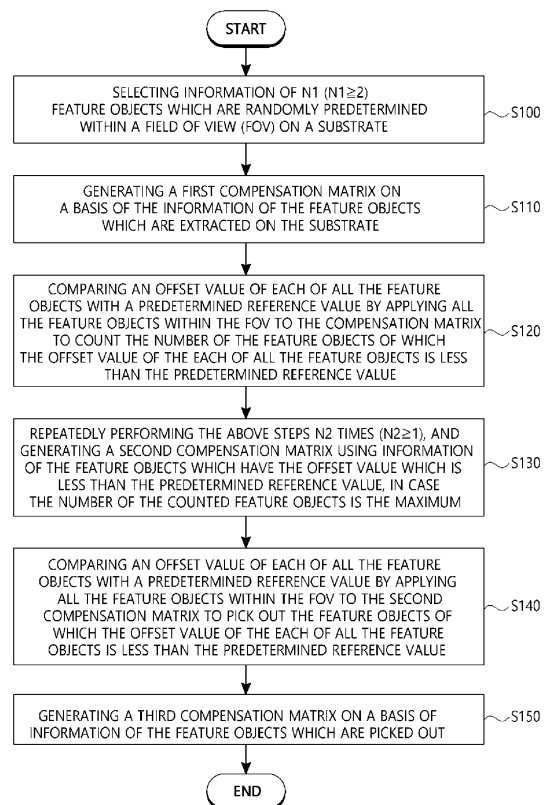 START
SELECTING INFORMATION OF N1 (N1≧2)
FEATURE OBJECTS WHICH ARE RANDOMLY PREDETERMINED
WITHIN A FIELD OF VIEW (FOV) ON A SUBSTRATE
S100
GENERATING A FIRST COMPENSATION MATRIX ON
A BASIS OF THE INFORMATION OF THE FEATURE OBJECTS
WHICH ARE EXTRACTED ON THE SUBSTRATE
S110
COMPARING AN OFFSET VALUE OF EACH OF ALL THE FEATURE
OBJECTS WITH A PREDETERMINED REFERENCE VALUE BY APPLYING ALL
THE FEATURE OBJECTS WITHIN THE FOV TO THE COMPENSATION MATRIX
TO COUNT THE NUMBER OF THE FEATURE OBJECTS OF WHICH
THE OFFSET VALUE OF THE EACH OF ALL THE FEATURE OBJECTS IS LESS
THAN THE PREDETERMINED REFERENCE VALUE
S120
REPEATEDLY PERFORMING THE ABOVE STEPS N2 TIMES (N2≧1), AND
GENERATING A SECOND COMPENSATION MATRIX USING INFORMATION
OF THE FEATURE OBJECTS WHICH HAVE THE OFFSET VALUE WHICH IS
LESS THAN THE PREDETERMINED REFERENCE VALUE, IN CASE
THE NUMBER OF THE COUNTED FEATURE OBJECTS IS THE MAXIMUM
S130
COMPARING AN OFFSET VALUE OF EACH OF ALL THE FEATURE
OBJECTS WITH A PREDETERMINED REFERENCE VALUE BY APPLYING
ALL THE FEATURE OBJECTS WITHIN THE FOV TO THE SECOND
COMPENSATION MATRIX TO PICK OUT THE FEATURE OBJECTS OF
WHICH THE OFFSET VALUE OF THE EACH OF ALL THE FEATURE
OBJECTS IS LESS THAN THE PREDETERMINED REFERENCE VALUE
S140
GENERATING A THIRD COMPENSATION MATRIX ON A BASIS OF
INFORMATION OF THE FEATURE OBJECTS WHICH ARE PICKED OUT
S150
END